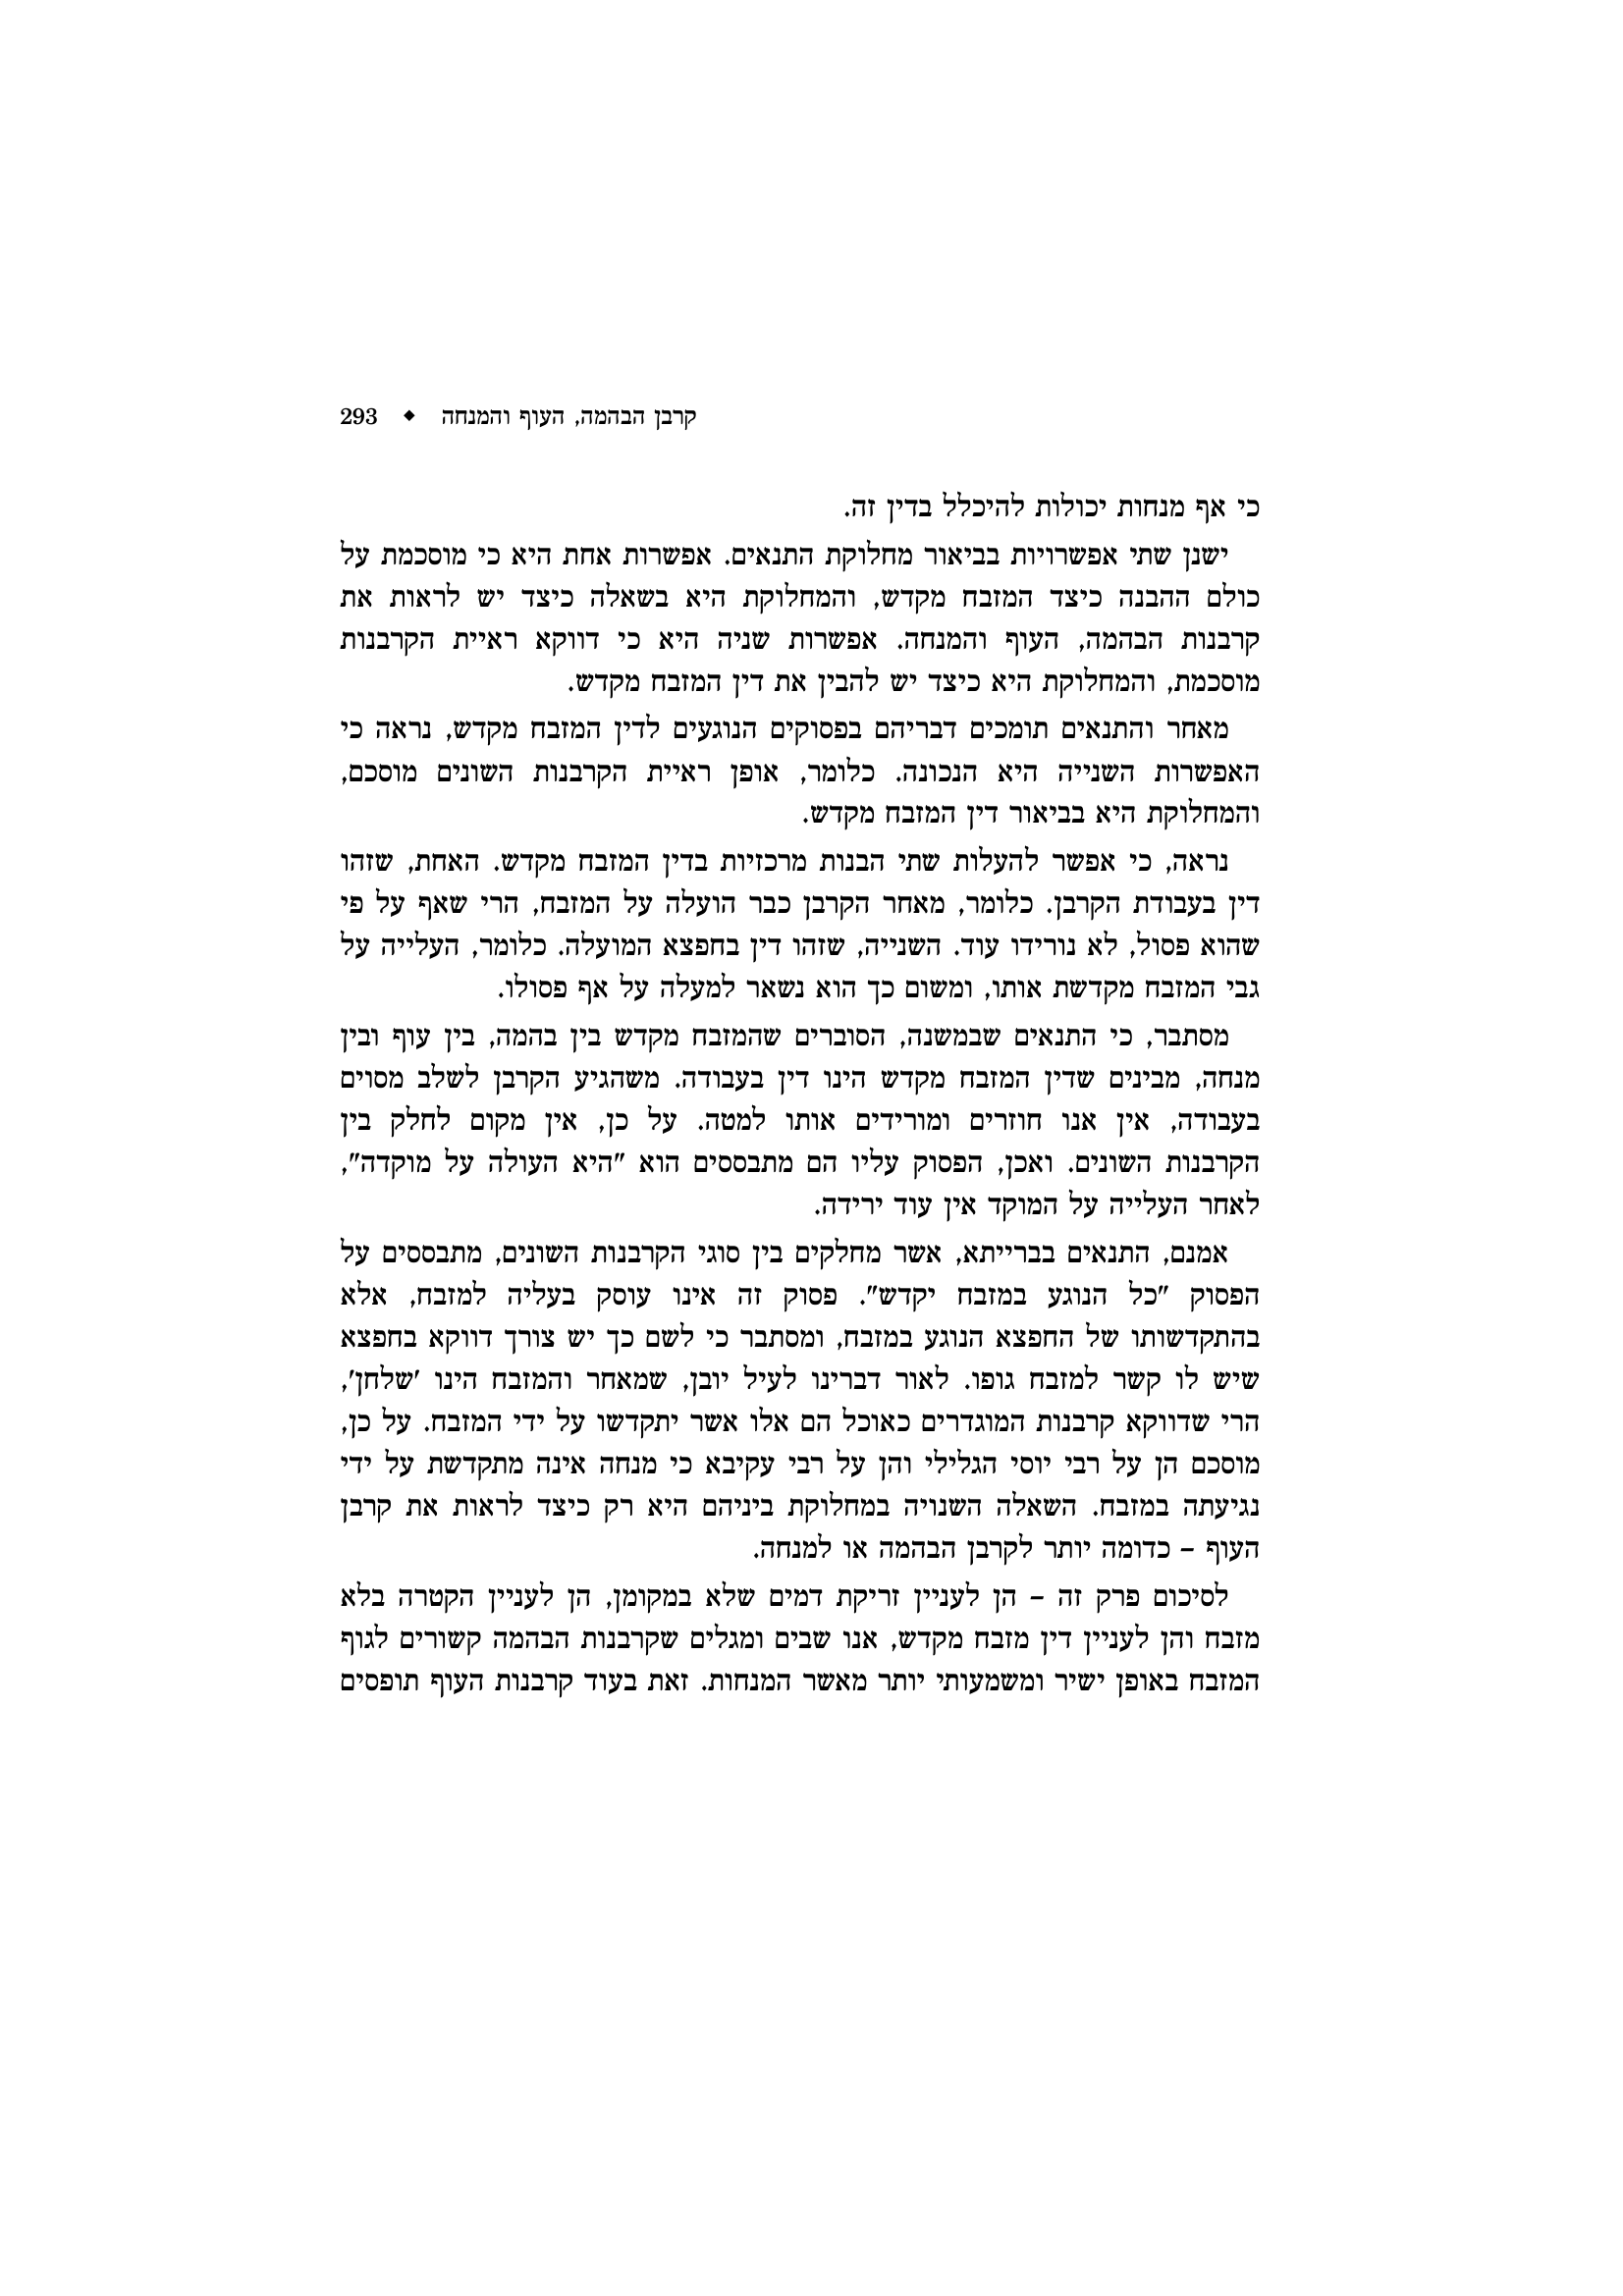 קרבן הבהמה, העוף והמנחה ◆ 293
כי אף מנחות יכולות להיכלל בדין זה.
ישנן שתי אפשרויות בביאור מחלוקת התנאים. אפשרות אחת היא כי מוסכמת על
כולם ההבנה כיצד המזבח מקדש, והמחלוקת היא בשאלה כיצד יש לראות את
קרבנות הבהמה, העוף והמנחה. אפשרות שניה היא כי דווקא ראיית הקרבנות
מוסכמת, והמחלוקת היא כיצד יש להבין את דין המזבח מקדש.
מאחר והתנאים תומכים דבריהם בפסוקים הנוגעים לדין המזבח מקדש, נראה כי
האפשרות השנייה היא הנכונה. כלומר, אופן ראיית הקרבנות השונים מוסכם,
והמחלוקת היא בביאור דין המזבח מקדש.
נראה, כי אפשר להעלות שתי הבנות מרכזיות בדין המזבח מקדש. האחת, שזהו
דין בעבודת הקרבן. כלומר, מאחר הקרבן כבר הועלה על המזבח, הרי שאף על פי
שהוא פסול, לא נורידו עוד. השנייה, שזהו דין בחפצא המועלה. כלומר, העלייה על
גבי המזבח מקדשת אותו, ומשום כך הוא נשאר למעלה על אף פסולו.
מסתבר, כי התנאים שבמשנה, הסוברים שהמזבח מקדש בין בהמה, בין עוף ובין
מנחה, מבינים שדין המזבח מקדש הינו דין בעבודה. משהגיע הקרבן לשלב מסוים
בעבודה, אין אנו חוזרים ומורידים אותו למטה. על כן, אין מקום לחלק בין
הקרבנות השונים. ואכן, הפסוק עליו הם מתבססים הוא "היא העולה על מוקדה",
לאחר העלייה על המוקד אין עוד ירידה.
אמנם, התנאים בברייתא, אשר מחלקים בין סוגי הקרבנות השונים, מתבססים על
הפסוק "כל הנוגע במזבח יקדש". פסוק זה אינו עוסק בעליה למזבח, אלא
בהתקדשותו של החפצא הנוגע במזבח, ומסתבר כי לשם כך יש צורך דווקא בחפצא
שיש לו קשר למזבח גופו. לאור דברינו לעיל יובן, שמאחר והמזבח הינו 'שלחן',
הרי שדווקא קרבנות המוגדרים כאוכל הם אלו אשר יתקדשו על ידי המזבח. על כן,
מוסכם הן על רבי יוסי הגלילי והן על רבי עקיבא כי מנחה אינה מתקדשת על ידי
נגיעתה במזבח. השאלה השנויה במחלוקת ביניהם היא רק כיצד לראות את קרבן
העוף – כדומה יותר לקרבן הבהמה או למנחה.
לסיכום פרק זה – הן לעניין זריקת דמים שלא במקומן, הן לעניין הקטרה בלא
מזבח והן לעניין דין מזבח מקדש, אנו שבים ומגלים שקרבנות הבהמה קשורים לגוף
המזבח באופן ישיר ומשמעותי יותר מאשר המנחות. זאת בעוד קרבנות העוף תופסים